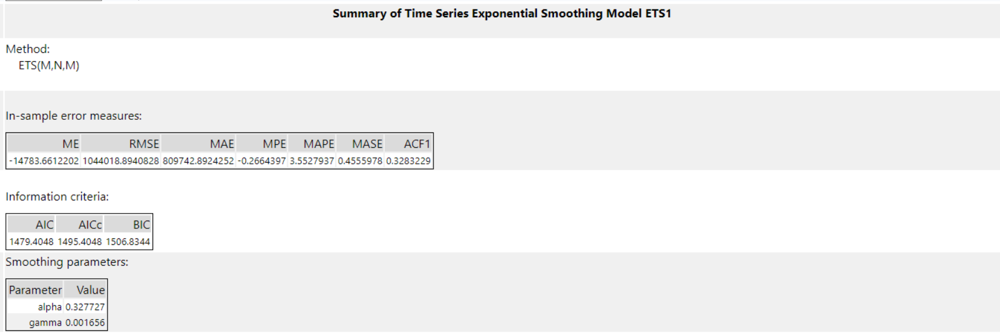 Summary of Time Series Exponential Smoothing Model ETS1
Method:
ETS(M,N,M)
In-sample error measures:
ME RMSE MAE MPE MAPE MASE ACF1
-14783.6612202 1044018.8940828 809742.8924252 -0.2664397 3.5527937 0.4555978 0.3283229
Information criteria:
AIC AICc BIC
1479.4048 1495.4048 1506.8344
Smoothing parameters:
Parameter Value
alpha 0.327727
gamma 0.001656